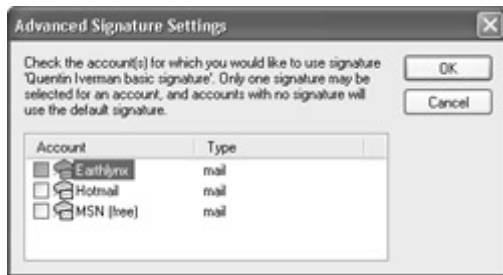 Advanced Signature Settings
Check the account(s) for which you would like to use signature
'Quentin Iverman basic signature'. Only one signature may be
selected for an account, and accounts with no signature will
use the default signature.
OK
Cancel
Account Type
Earthlynx mail
Hotmail mail
MSN (free) mail